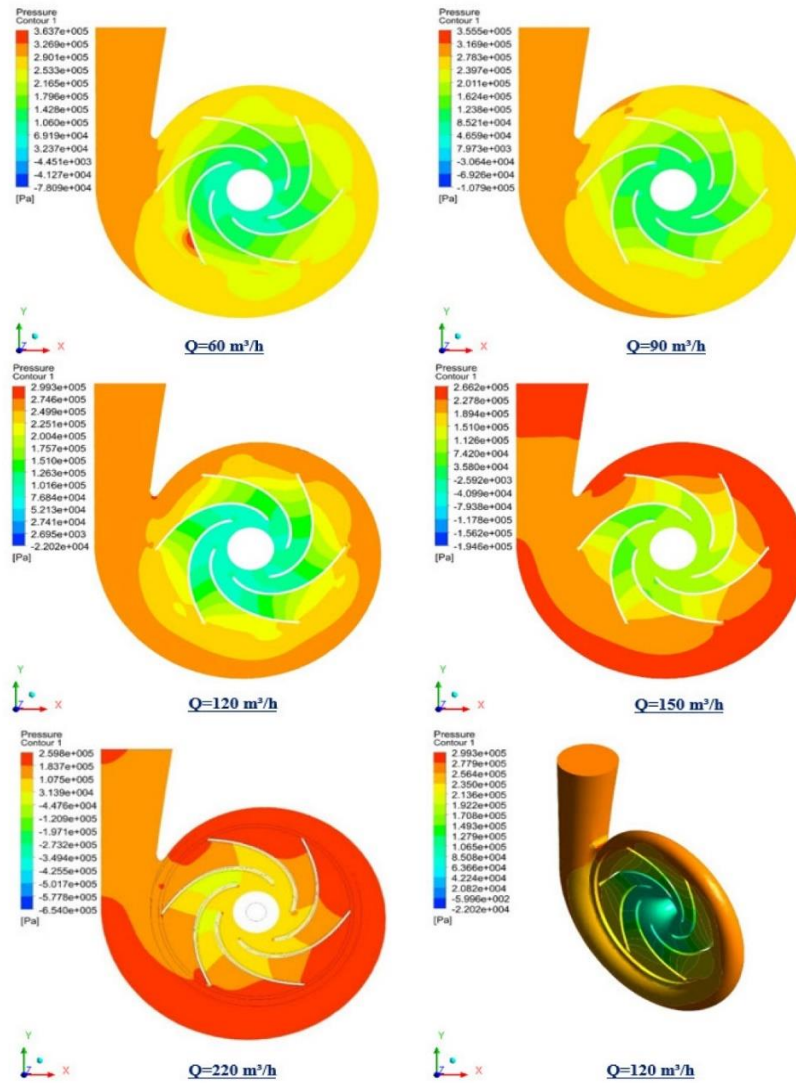 Pressure
Contour 1
3.637e+005
3.269e+005
2.901e+005
2.533e+005
2.165e+005
1.796e+005
1.428e+005
1.060e+005
6.919e+004
3.237e+004
-4.451e+003
-4.127e+004
-7.809e+004
[Pa]
Y
Z
X
Q=60 m³/h
Pressure
Contour 1
3.555e+005
3.169e+005
2.783e+005
2.397e+005
2.011e+005
1.624e+005
1.238e+005
8.521e+004
4.659e+004
7.973e+003
-3.064e+004
-6.926e+004
-1.079e+005
[Pa]
Y
Z
X
Q=90 m³/h
Pressure
Contour 1
2.993e+005
2.746e+005
2.499e+005
2.251e+005
2.004e+005
1.757e+005
1.510e+005
1.263e+005
1.016e+005
7.684e+004
5.213e+004
2.741e+004
2.695e+003
-2.202e+004
[Pa]
Y
Z
X
Q=120 m³/h
Pressure
Contour 1
2.662e+005
2.278e+005
1.894e+005
1.510e+005
1.126e+005
7.420e+004
3.580e+004
-2.592e+003
-4.099e+004
-7.938e+004
-1.178e+005
-1.562e+005
-1.946e+005
[Pa]
Y
Z
X
Q=150 m³/h
Pressure
Contour 1
2.598e+005
1.837e+005
1.075e+005
3.139e+004
-4.476e+004
-1.209e+005
-1.971e+005
-2.732e+005
-3.494e+005
-4.255e+005
-5.017e+005
-5.778e+005
-6.540e+005
[Pa]
Y
Z
X
Q=220 m³/h
Pressure
Contour 1
2.993e+005
2.779e+005
2.564e+005
2.350e+005
2.136e+005
1.922e+005
1.708e+005
1.493e+005
1.279e+005
1.065e+005
8.508e+004
6.366e+004
4.224e+004
2.082e+004
-5.996e+002
-2.202e+004
[Pa]
Y
Z
X
Q=120 m³/h